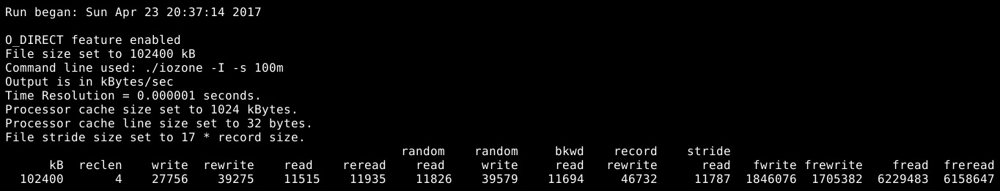 Run began: Sun Apr 23 20:37:14 2017
O_DIRECT feature enabled
File size set to 102400 kB
Command line used: ./iozone -I -s 100m
Output is in kBytes/sec
Time Resolution = 0.000001 seconds.
Processor cache size set to 1024 kBytes.
Processor cache line size set to 32 bytes.
File stride size set to 17 * record size.
random random bkwd record stride
kB reclen write rewrite read reread read write read rewrite read fwrite frewrite fread freread
102400 4 27756 39275 11515 11935 11826 39579 11694 46732 11787 1846076 1705382 6229483 6158647